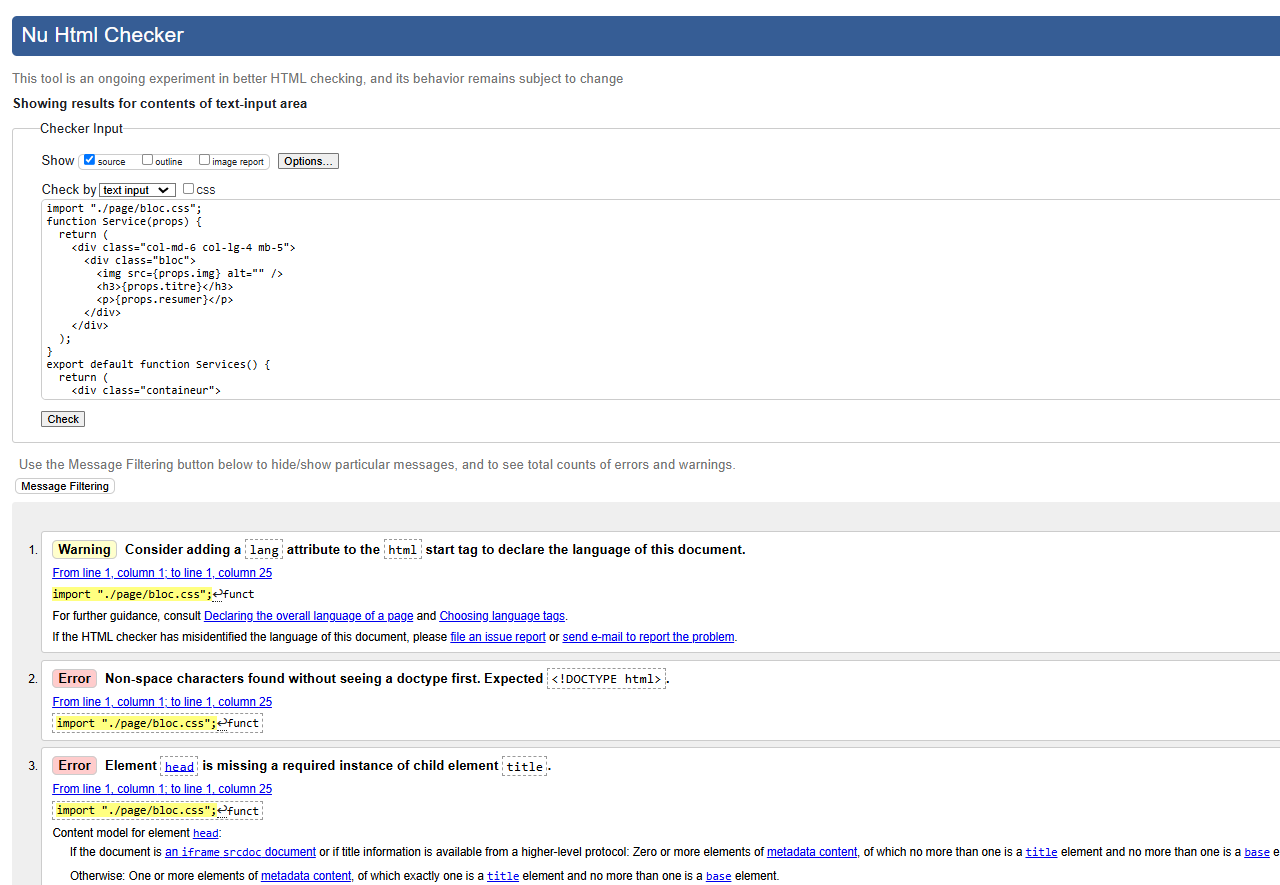 Nu Html Checker
This tool is an ongoing experiment in better HTML checking, and its behavior remains subject to change
Showing results for contents of text-input area
Checker Input
Show source outline image report Options...
Check by text input css
import "./page/bloc.css";
function Service(props) {
  return (
    <div class="col-md-6 col-lg-4 mb-5">
      <div class="bloc">
        <img src={props.img} alt="" />
        <h3>{props.titre}</h3>
        <p>{props.resumer}</p>
      </div>
    </div>
  );
}
export default function Services() {
  return (
    <div class="containeur">
Check
Use the Message Filtering button below to hide/show particular messages, and to see total counts of errors and warnings.
Message Filtering
1. Warning Consider adding a lang attribute to the html start tag to declare the language of this document.
From line 1, column 1; to line 1, column 25
import "./page/bloc.css";↩funct
For further guidance, consult Declaring the overall language of a page and Choosing language tags.
If the HTML checker has misidentified the language of this document, please file an issue report or send e-mail to report the problem.
2. Error Non-space characters found without seeing a doctype first. Expected <!DOCTYPE html>.
From line 1, column 1; to line 1, column 25
import "./page/bloc.css";↩funct
3. Error Element head is missing a required instance of child element title.
From line 1, column 1; to line 1, column 25
import "./page/bloc.css";↩funct
Content model for element head:
If the document is an iframe srcdoc document or if title information is available from a higher-level protocol: Zero or more elements of metadata content, of which no more than one is a title element and no more than one is a base e
Otherwise: One or more elements of metadata content, of which exactly one is a title element and no more than one is a base element.